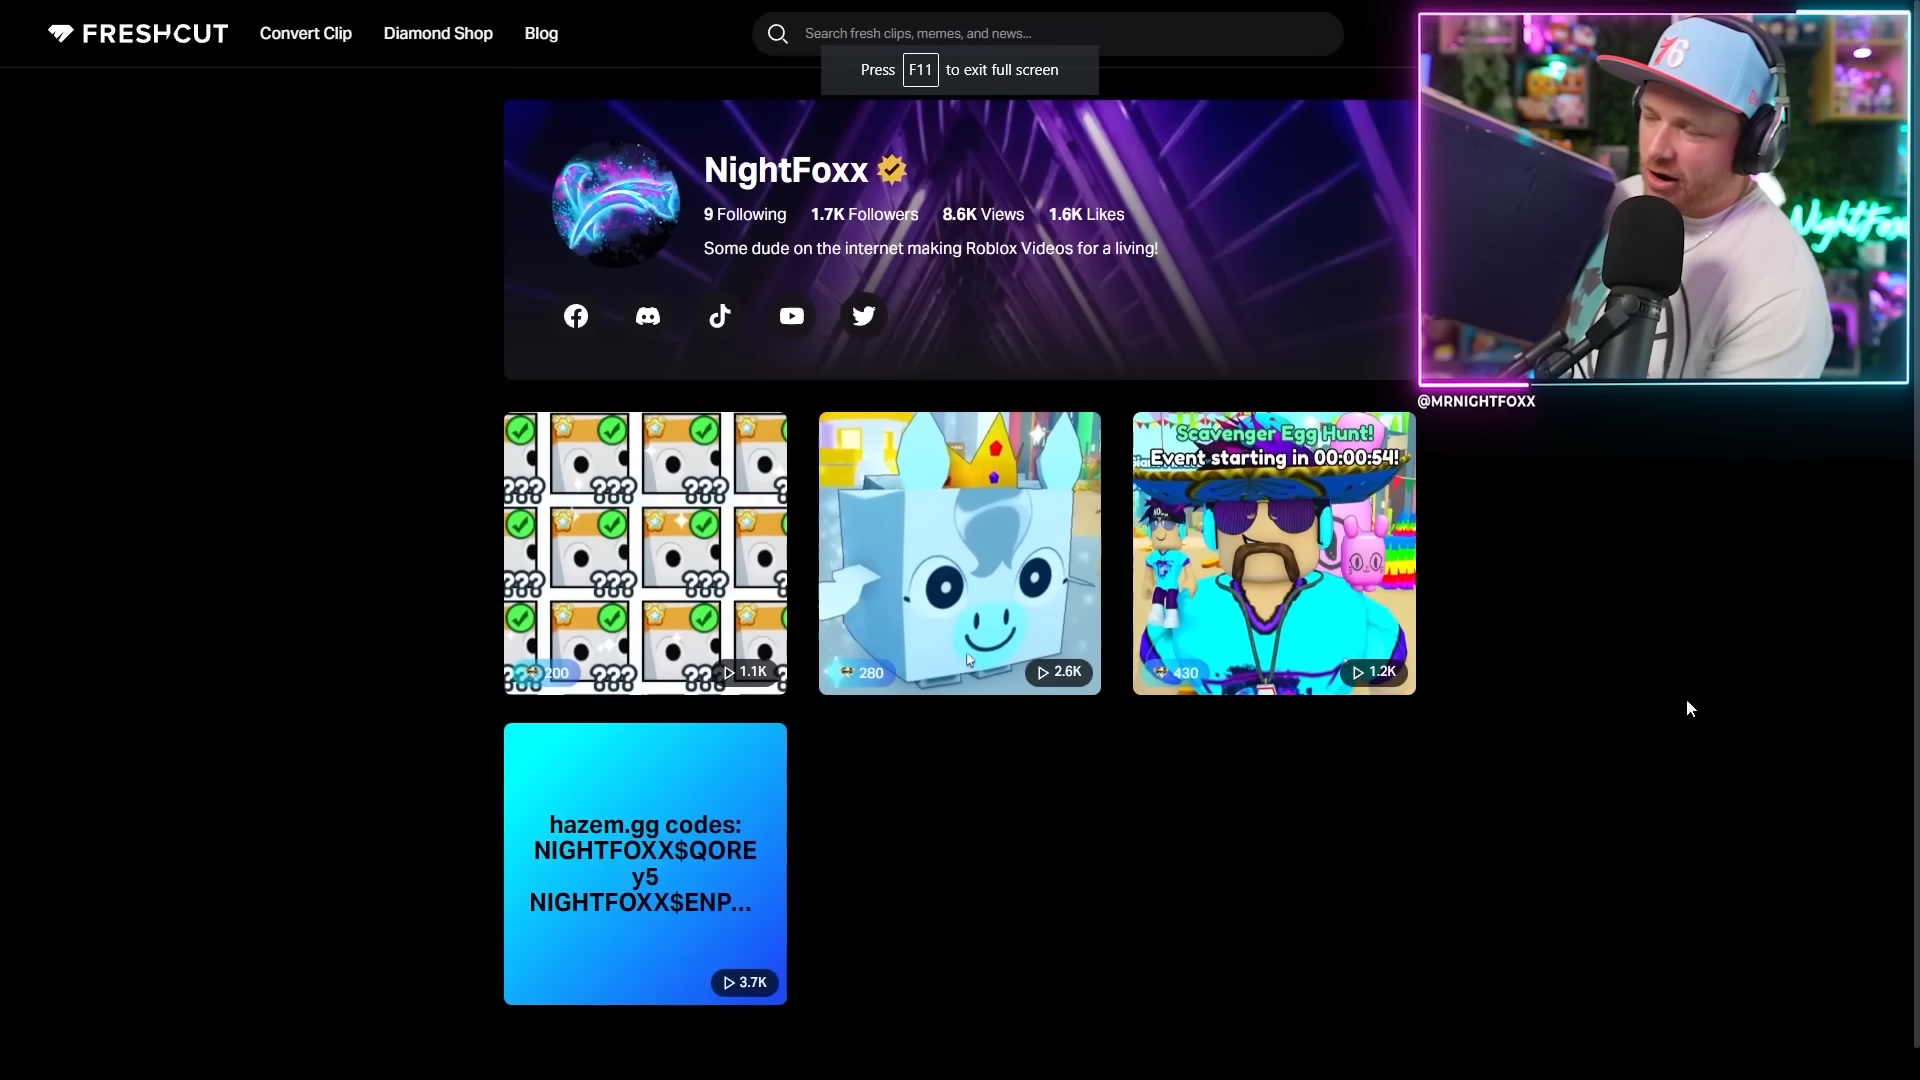 FRESHCUT
Convert Clip
Diamond Shop
Blog
Search fresh clips, memes, and news...
Press F11 to exit full screen
76
NightFoxx
NightFoxx
9 Following 1.7K Followers 8.6K Views 1.6K Likes
Some dude on the internet making Roblox Videos for a living!
@MRNIGHTFOXX
??? ??? ??? ?
??? ??? ??? ?
??? ??? ??? ?
200
1.1K
280
2.6K
Scavenger Egg Hunt!
Event starting in 00:00:54!
430
1.2K
hazem.gg codes:
NIGHTFOXX$QORE
y5
NIGHTFOXX$ENP...
3.7K